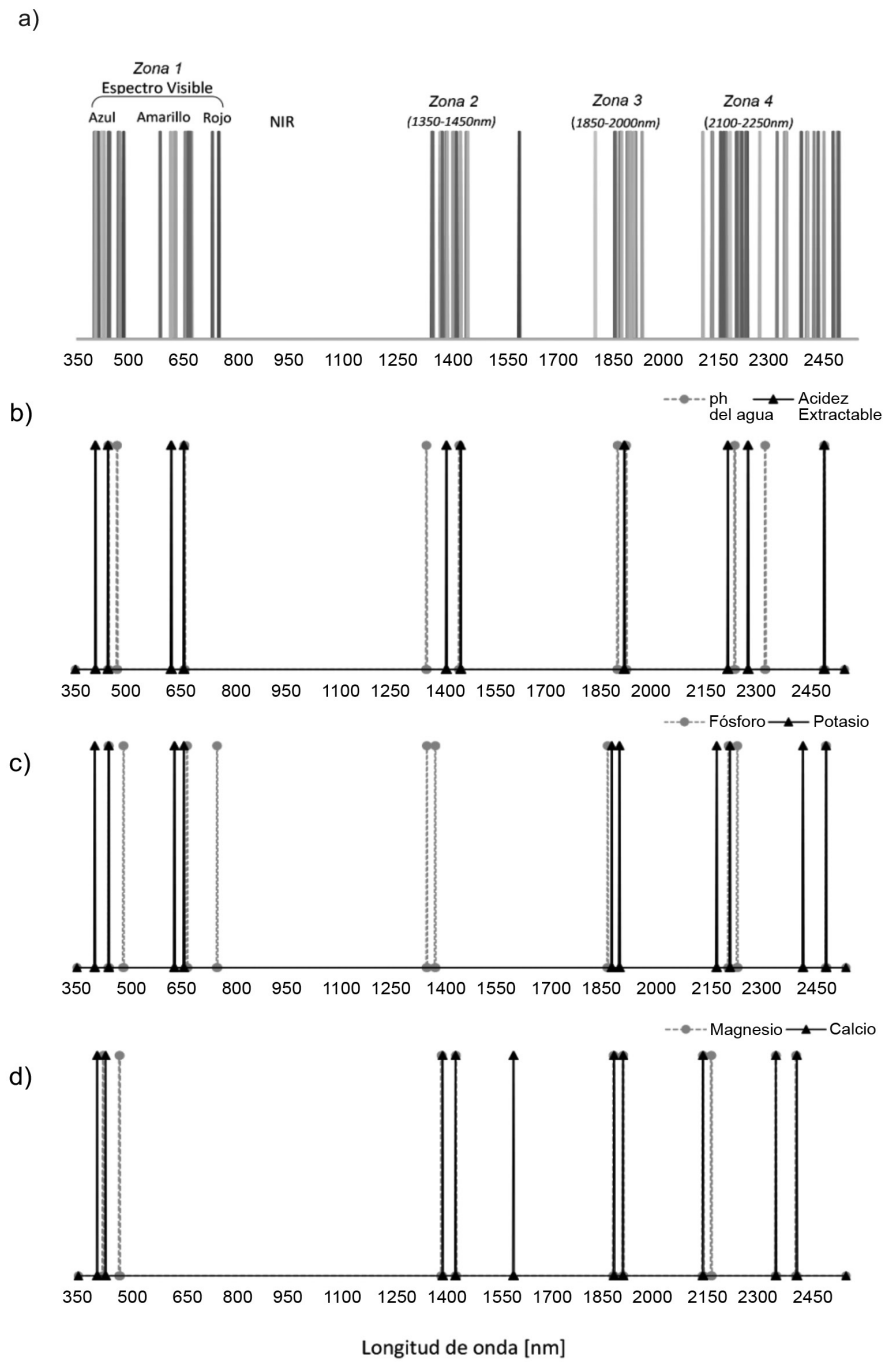 a)
Zona 1
Espectro Visible
Azul Amarillo Rojo
NIR
Zona 2
(1350-1450nm)
Zona 3
(1850-2000nm)
Zona 4
(2100-2250nm)
350 500 650 800 950 1100 1250 1400 1550 1700 1850 2000 2150 2300 2450
b)
ph
del agua
Acidez
Extractable
350 500 650 800 950 1100 1250 1400 1550 1700 1850 2000 2150 2300 2450
c)
Fósforo Potasio
350 500 650 800 950 1100 1250 1400 1550 1700 1850 2000 2150 2300 2450
d)
Magnesio Calcio
350 500 650 800 950 1100 1250 1400 1550 1700 1850 2000 2150 2300 2450
Longitud de onda [nm]